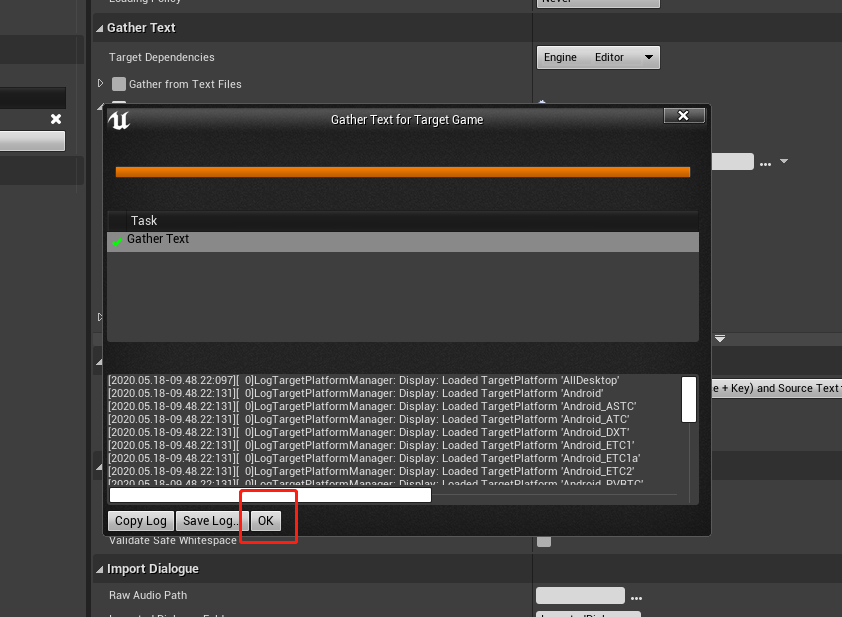 Loading Policy
Never
Gather Text
Target Dependencies
Engine Editor
Gather from Text Files
Gather Text for Target Game
Task
Gather Text
[2020.05.18-09.48.22:097][ 0]LogTargetPlatformManager: Display: Loaded TargetPlatform 'AllDesktop'
[2020.05.18-09.48.22:131][ 0]LogTargetPlatformManager: Display: Loaded TargetPlatform 'Android'
[2020.05.18-09.48.22:131][ 0]LogTargetPlatformManager: Display: Loaded TargetPlatform 'Android_ASTC'
[2020.05.18-09.48.22:131][ 0]LogTargetPlatformManager: Display: Loaded TargetPlatform 'Android_ATC'
[2020.05.18-09.48.22:131][ 0]LogTargetPlatformManager: Display: Loaded TargetPlatform 'Android_DXT'
[2020.05.18-09.48.22:131][ 0]LogTargetPlatformManager: Display: Loaded TargetPlatform 'Android_ETC1'
[2020.05.18-09.48.22:131][ 0]LogTargetPlatformManager: Display: Loaded TargetPlatform 'Android_ETC1a'
[2020.05.18-09.48.22:131][ 0]LogTargetPlatformManager: Display: Loaded TargetPlatform 'Android_ETC2'
[2020.05.18-09.48.22:131][ 0]LogTargetPlatformManager: Display: Loaded TargetPlatform 'Android_PVRTC'
e + Key) and Source Text
Copy Log
Save Log...
OK
Validate Safe Whitespace
Import Dialogue
Raw Audio Path
...